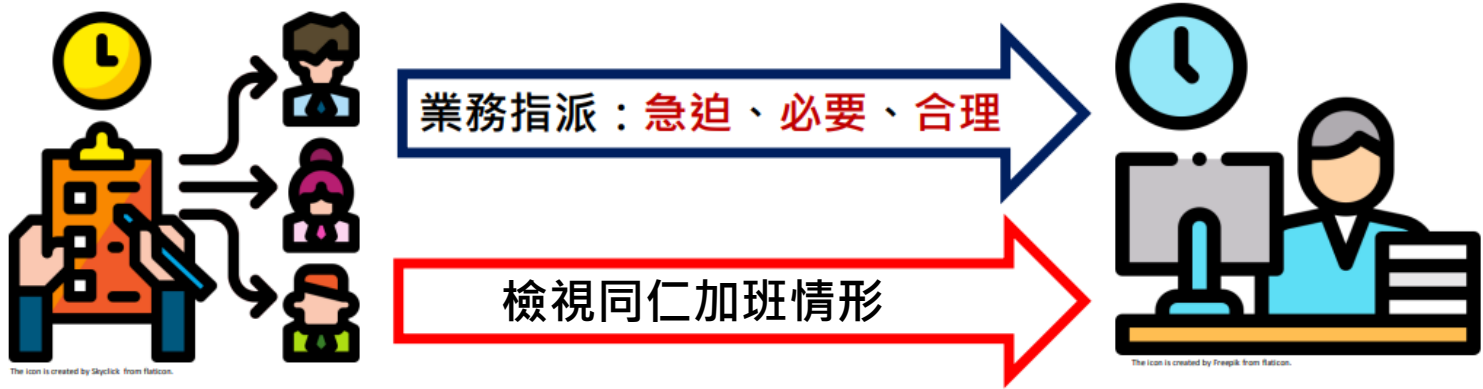 業務指派：急迫、必要、合理
檢視同仁加班情形
The icon is created by Skyclick from flaticon.
The icon is created by Freepik from flaticon.